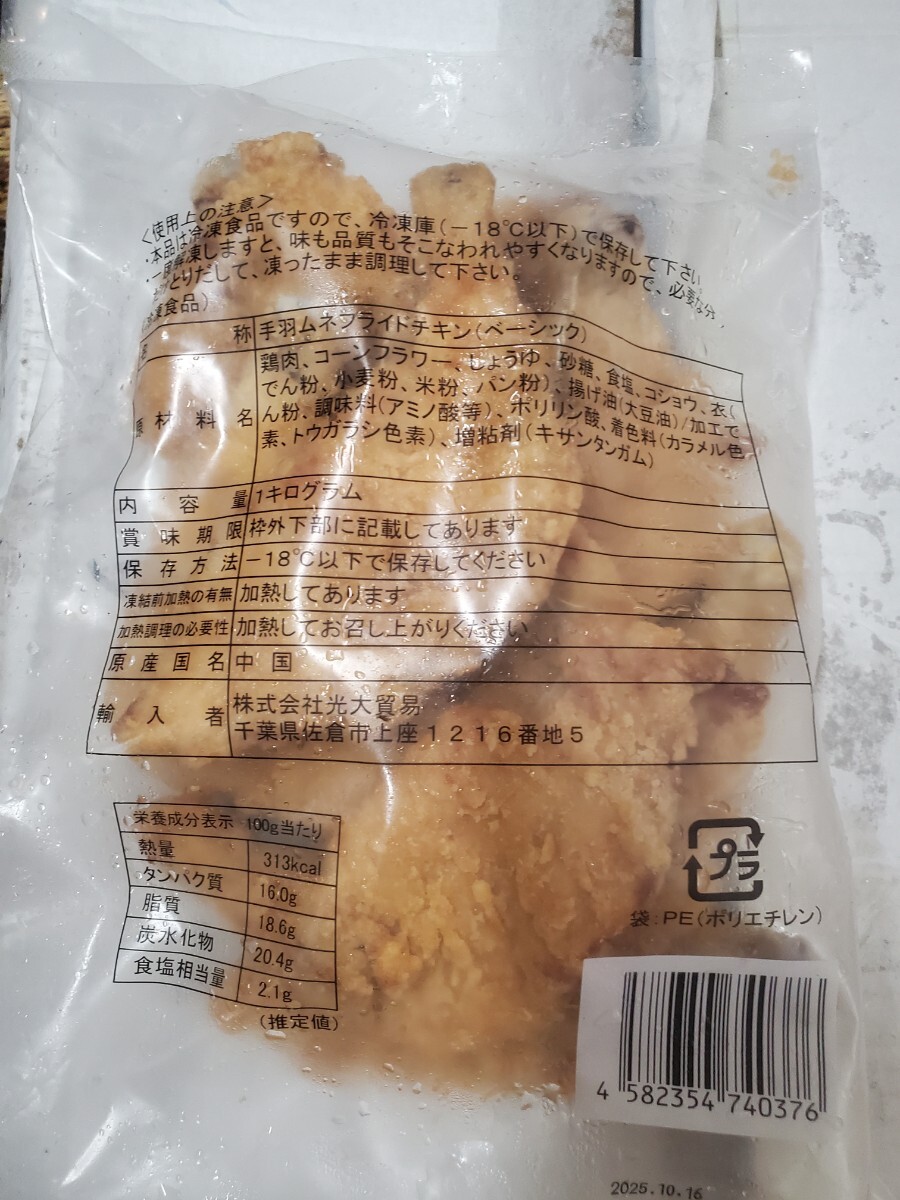 <使用上の注意>
・本品は冷凍食品ですので、冷凍庫(－18℃以下)で保存して下さい
・一度解凍しますと、味も品質もそこなわれやすくなりますので、必要な分
とりだして、凍ったまま調理して下さい。
凍食品)
称 手羽ムネフライドチキン(ベーシック)
原材料名 鶏肉、コーンフラワー、しょうゆ、砂糖、食塩、コショウ、衣(
でん粉、小麦粉、米粉、パン粉)、揚げ油(大豆油)/加工で
ん粉、調味料(アミノ酸等)、ポリリン酸、着色料(カラメル色
素、トウガラシ色素)、増粘剤(キサンタンガム)
内容量 1キログラム
賞味期限 枠外下部に記載してあります
保存方法 －18℃以下で保存してください
凍結前加熱の有無 加熱してあります
加熱調理の必要性 加熱してお召し上がりください
原産国名 中国
輸入者 株式会社光大貿易
千葉県佐倉市上座1216番地5
栄養成分表示 100g当たり
熱量 313kcal
タンパク質 16.0g
脂質 18.6g
炭水化物 20.4g
食塩相当量 2.1g
(推定値)
プラ
袋:PE(ポリエチレン)
4 582354 740376
2025.10.16